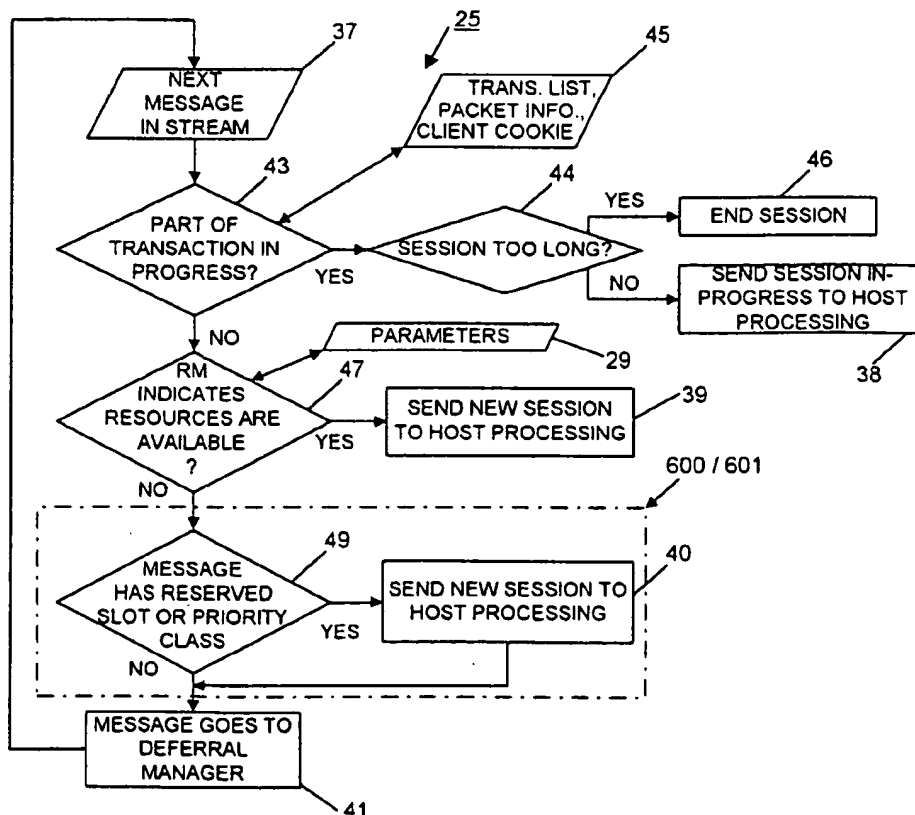 37
25
45
NEXT
MESSAGE
IN STREAM
TRANS. LIST,
PACKET INFO.,
CLIENT COOKIE
43
44
46
PART OF
TRANSACTION IN
PROGRESS?
YES
SESSION TOO LONG?
YES
END SESSION
NO
SEND SESSION IN-
PROGRESS TO HOST
PROCESSING
38
NO
PARAMETERS
29
RM
INDICATES
RESOURCES ARE
AVAILABLE
?
47
YES
SEND NEW SESSION
TO HOST PROCESSING
39
NO
600 / 601
49
MESSAGE
HAS RESERVED
SLOT OR PRIORITY
CLASS
YES
SEND NEW SESSION TO
HOST PROCESSING
40
NO
MESSAGE GOES TO
DEFERRAL
MANAGER
41